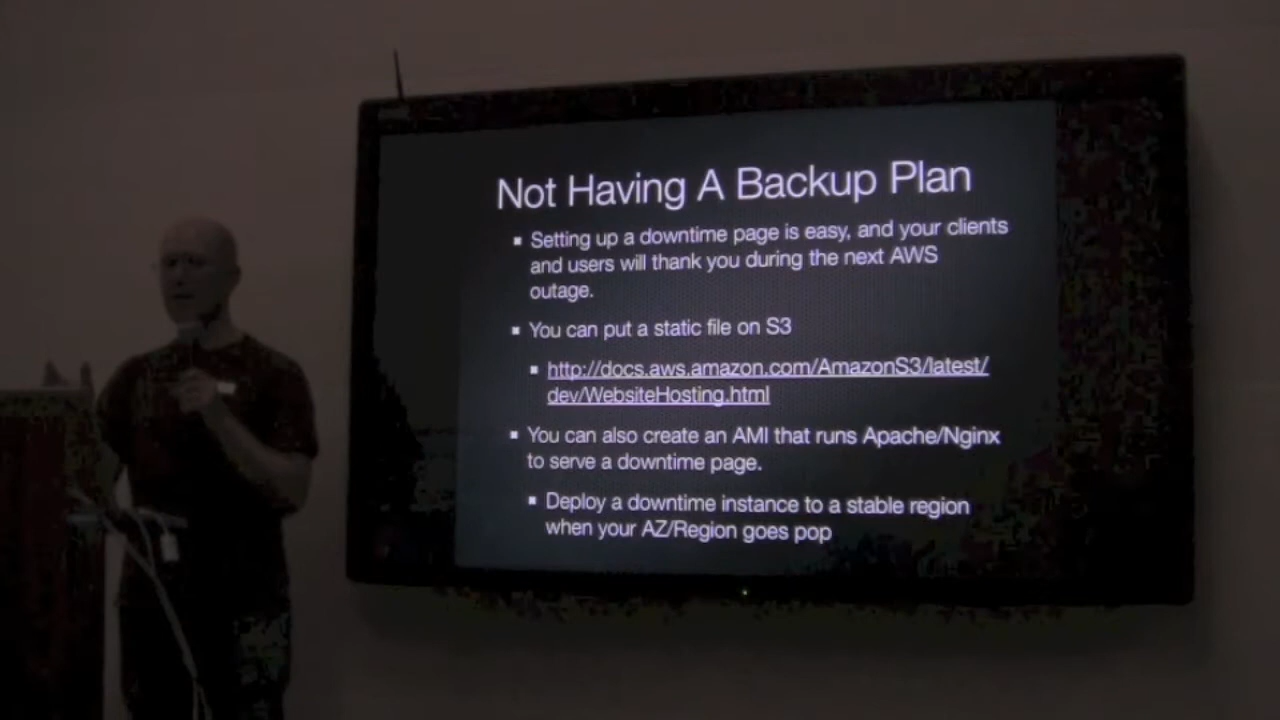 Not Having A Backup Plan
▪ Setting up a downtime page is easy, and your clients
and users will thank you during the next AWS
outage.
▪ You can put a static file on S3
▪ http://docs.aws.amazon.com/AmazonS3/latest/
dev/WebsiteHosting.html
▪ You can also create an AMI that runs Apache/Nginx
to serve a downtime page.
▪ Deploy a downtime instance to a stable region
when your AZ/Region goes pop